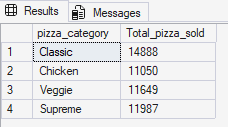 Results Messages
pizza_category Total_pizza_sold
1 Classic 14888
2 Chicken 11050
3 Veggie 11649
4 Supreme 11987